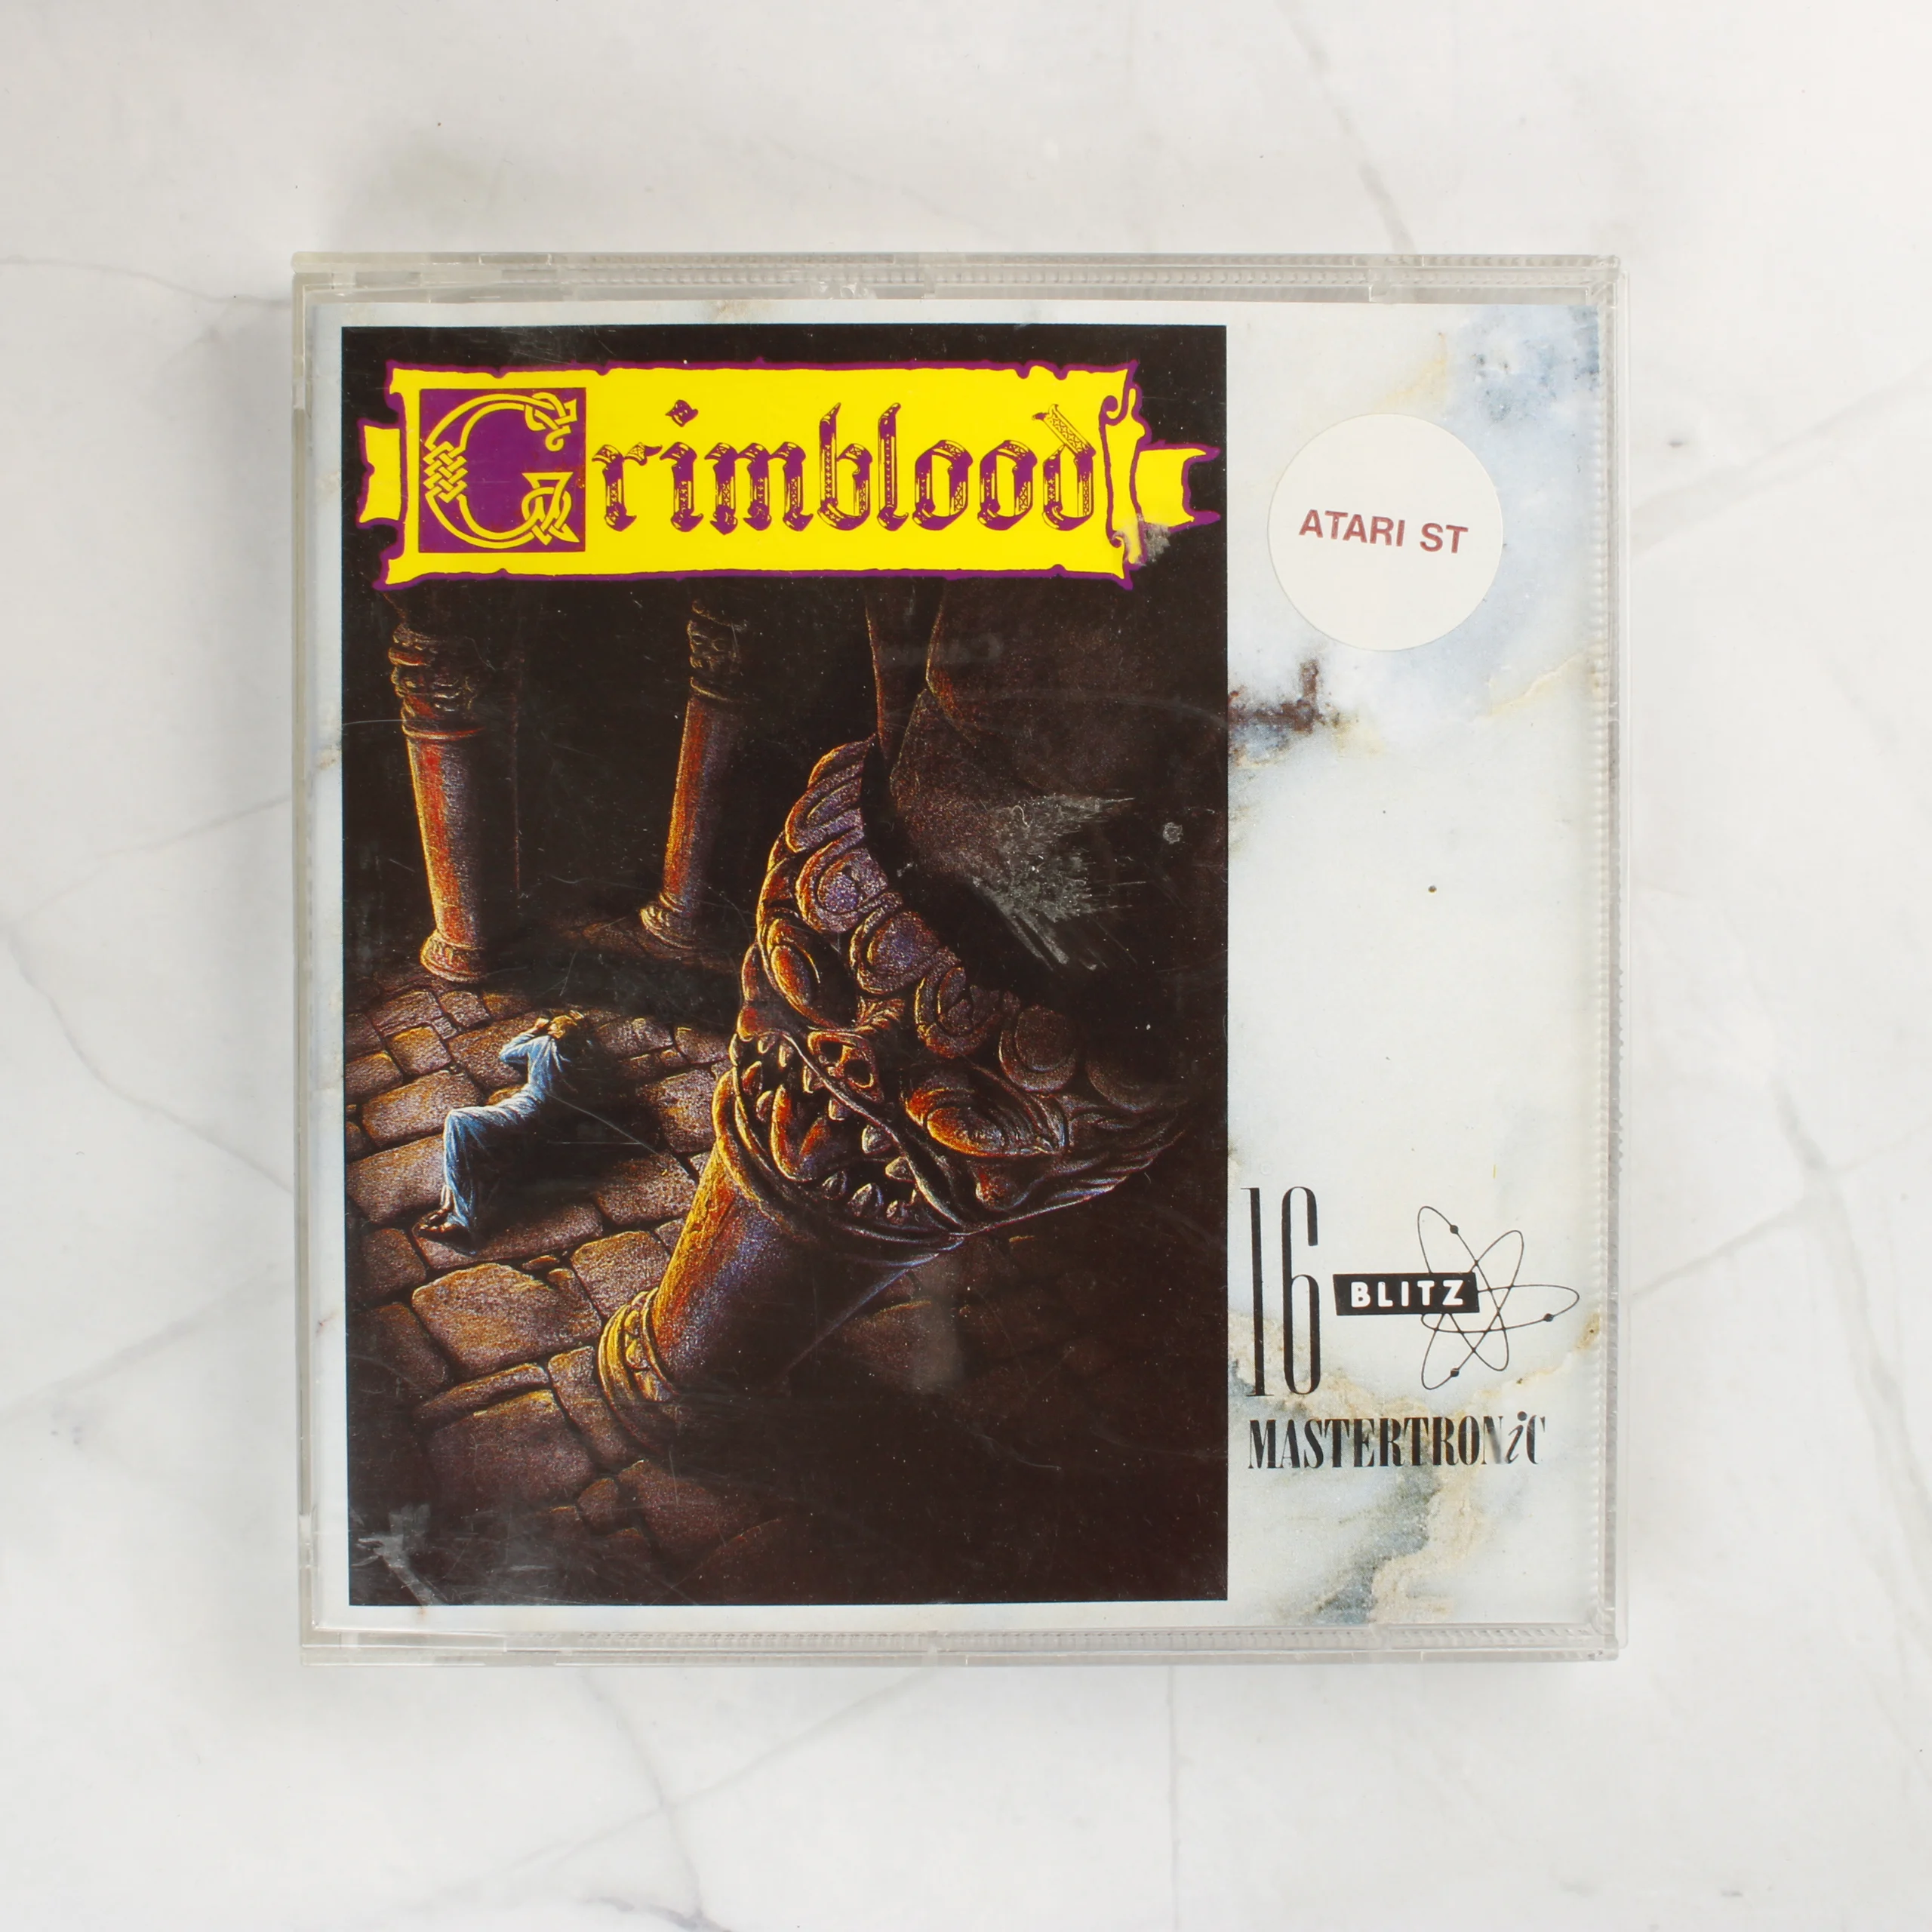 Grimblood
ATARI ST
16
BLITZ
MASTERTRONiC